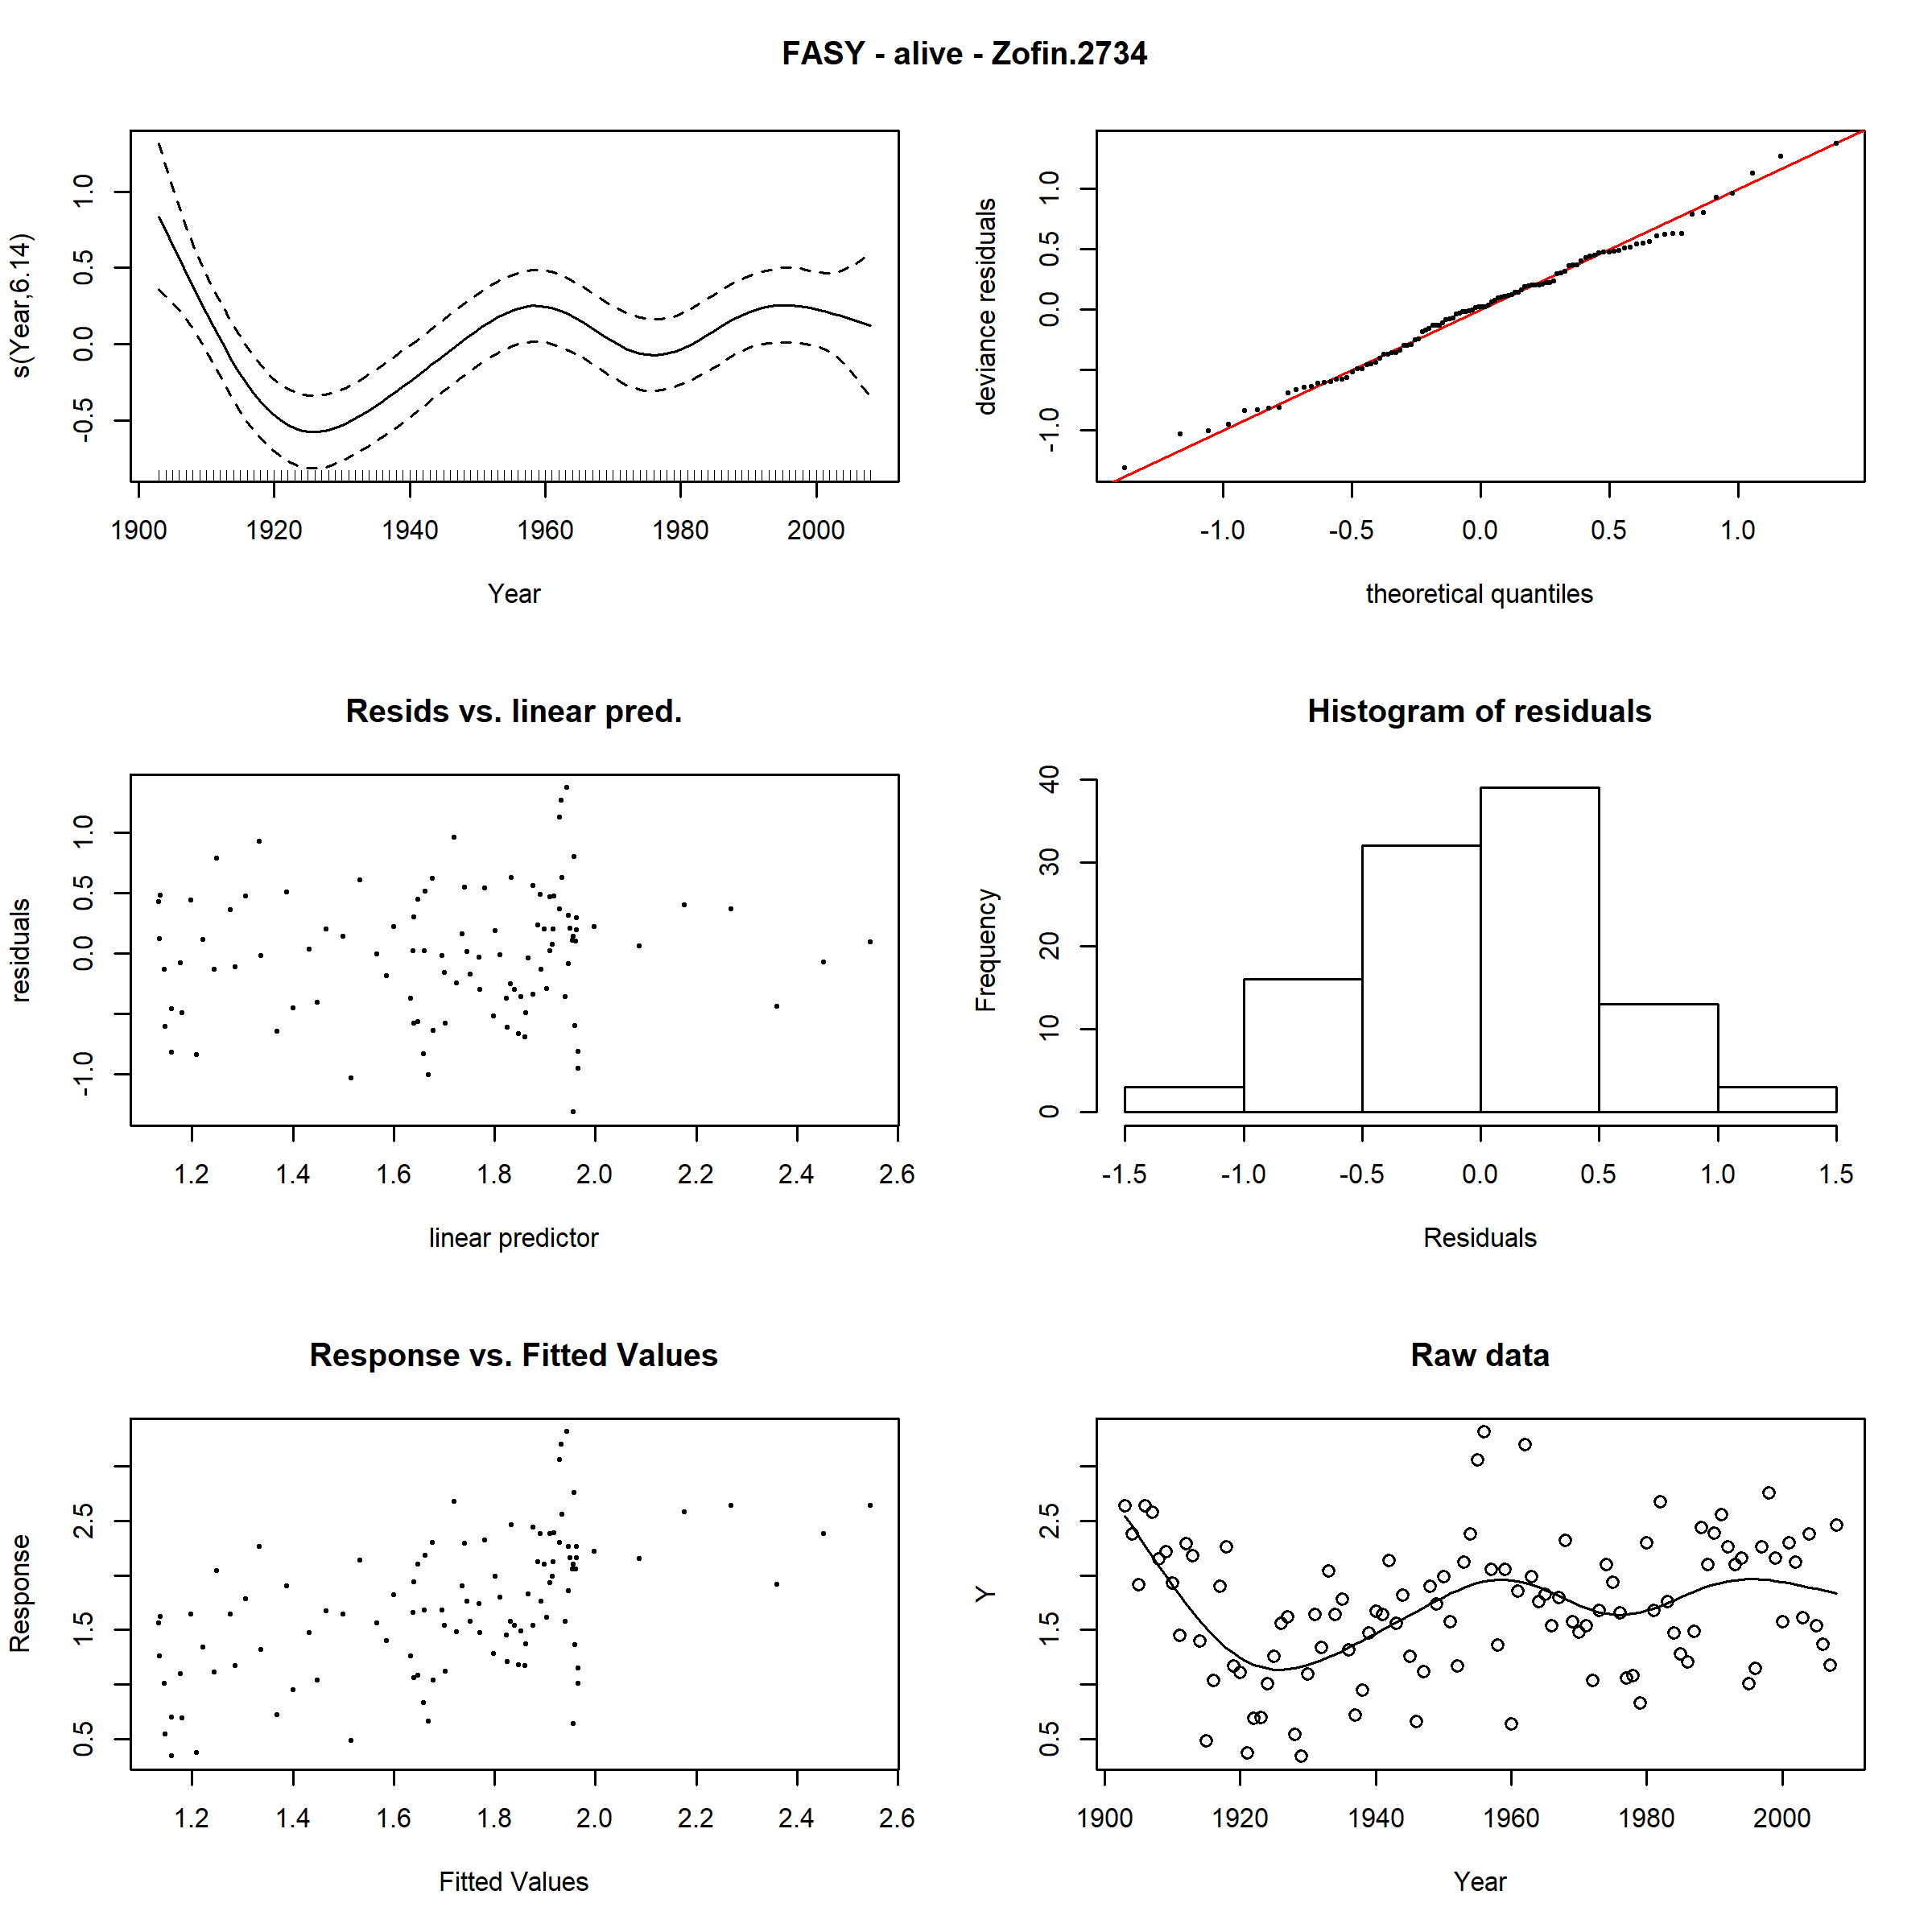 FASY - alive - Zofin.2734
s(Year,6.14)
-0.5 0.0 0.5 1.0
1900 1920 1940 1960 1980 2000
Year
deviance residuals
-1.0 0.0 0.5 1.0
-1.0 -0.5 0.0 0.5 1.0
theoretical quantiles
Resids vs. linear pred.
residuals
-1.0 0.0 0.5 1.0
1.2 1.4 1.6 1.8 2.0 2.2 2.4 2.6
linear predictor
Histogram of residuals
Frequency
0 10 20 30 40
-1.5 -1.0 -0.5 0.0 0.5 1.0 1.5
Residuals
Response vs. Fitted Values
Response
0.5 1.5 2.5
1.2 1.4 1.6 1.8 2.0 2.2 2.4 2.6
Fitted Values
Raw data
Y
0.5 1.5 2.5
1900 1920 1940 1960 1980 2000
Year